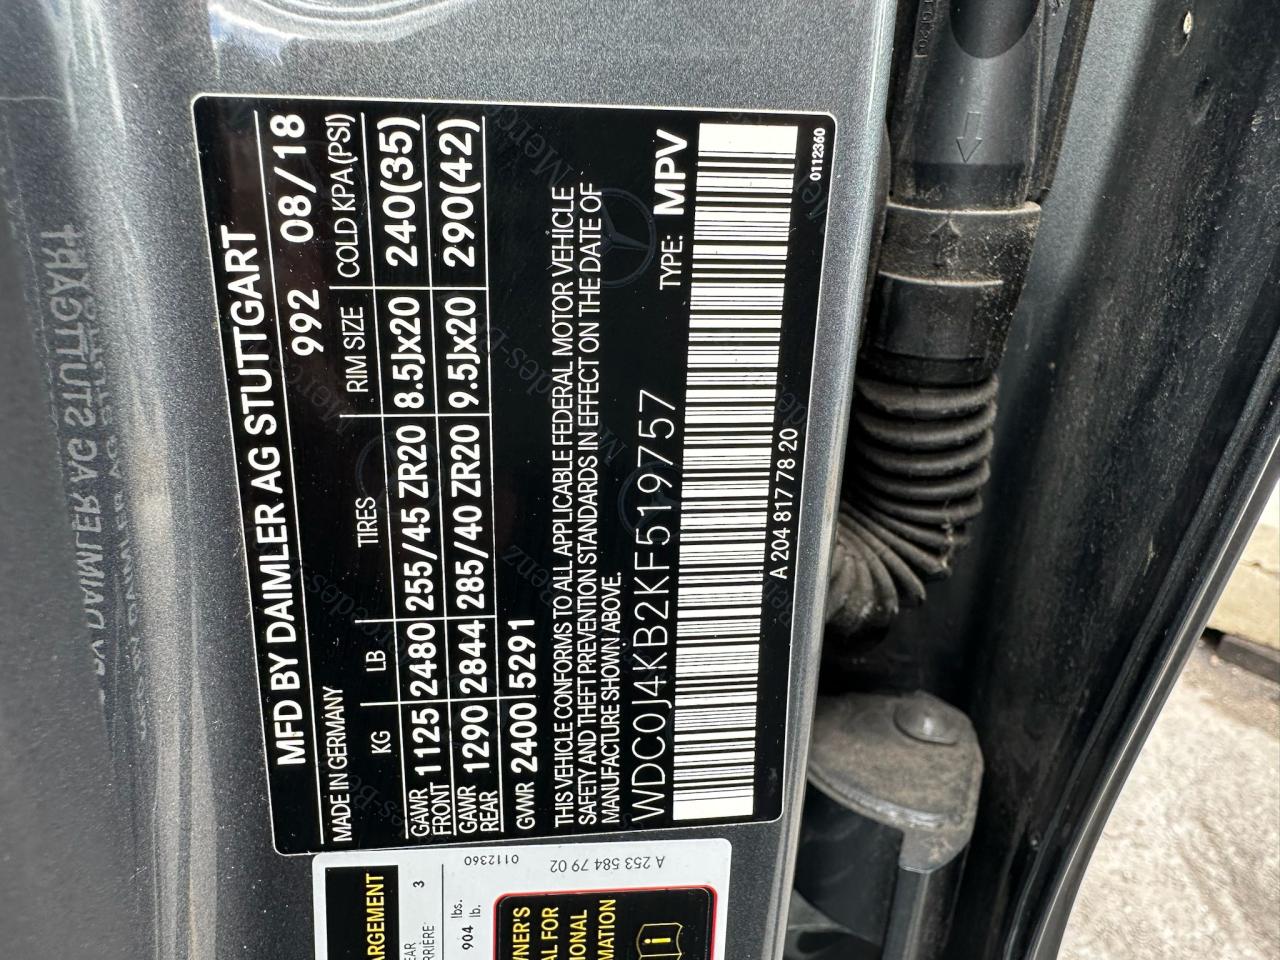 MFD BY DAIMLER AG STUTTGART
MADE IN GERMANY 992 08/18
992
KG LB TIRES RIM SIZE COLD KPA(PSI)
GAWR FRONT 1125 2480 255/45 ZR20 8.5Jx20 240(35)
GAWR REAR 1290 2844 285/40 ZR20 9.5Jx20 290(42)
GVWR 2400 5291
THIS VEHICLE CONFORMS TO ALL APPLICABLE FEDERAL MOTOR VEHICLE
SAFETY AND THEFT PREVENTION STANDARDS IN EFFECT ON THE DATE OF
MANUFACTURE SHOWN ABOVE.
WDC0J4KB2KF519757 TYPE: MPV
A 204 817 78 20 0112360
0112360 A 253 584 79 02
3
904 lbs.
lb.